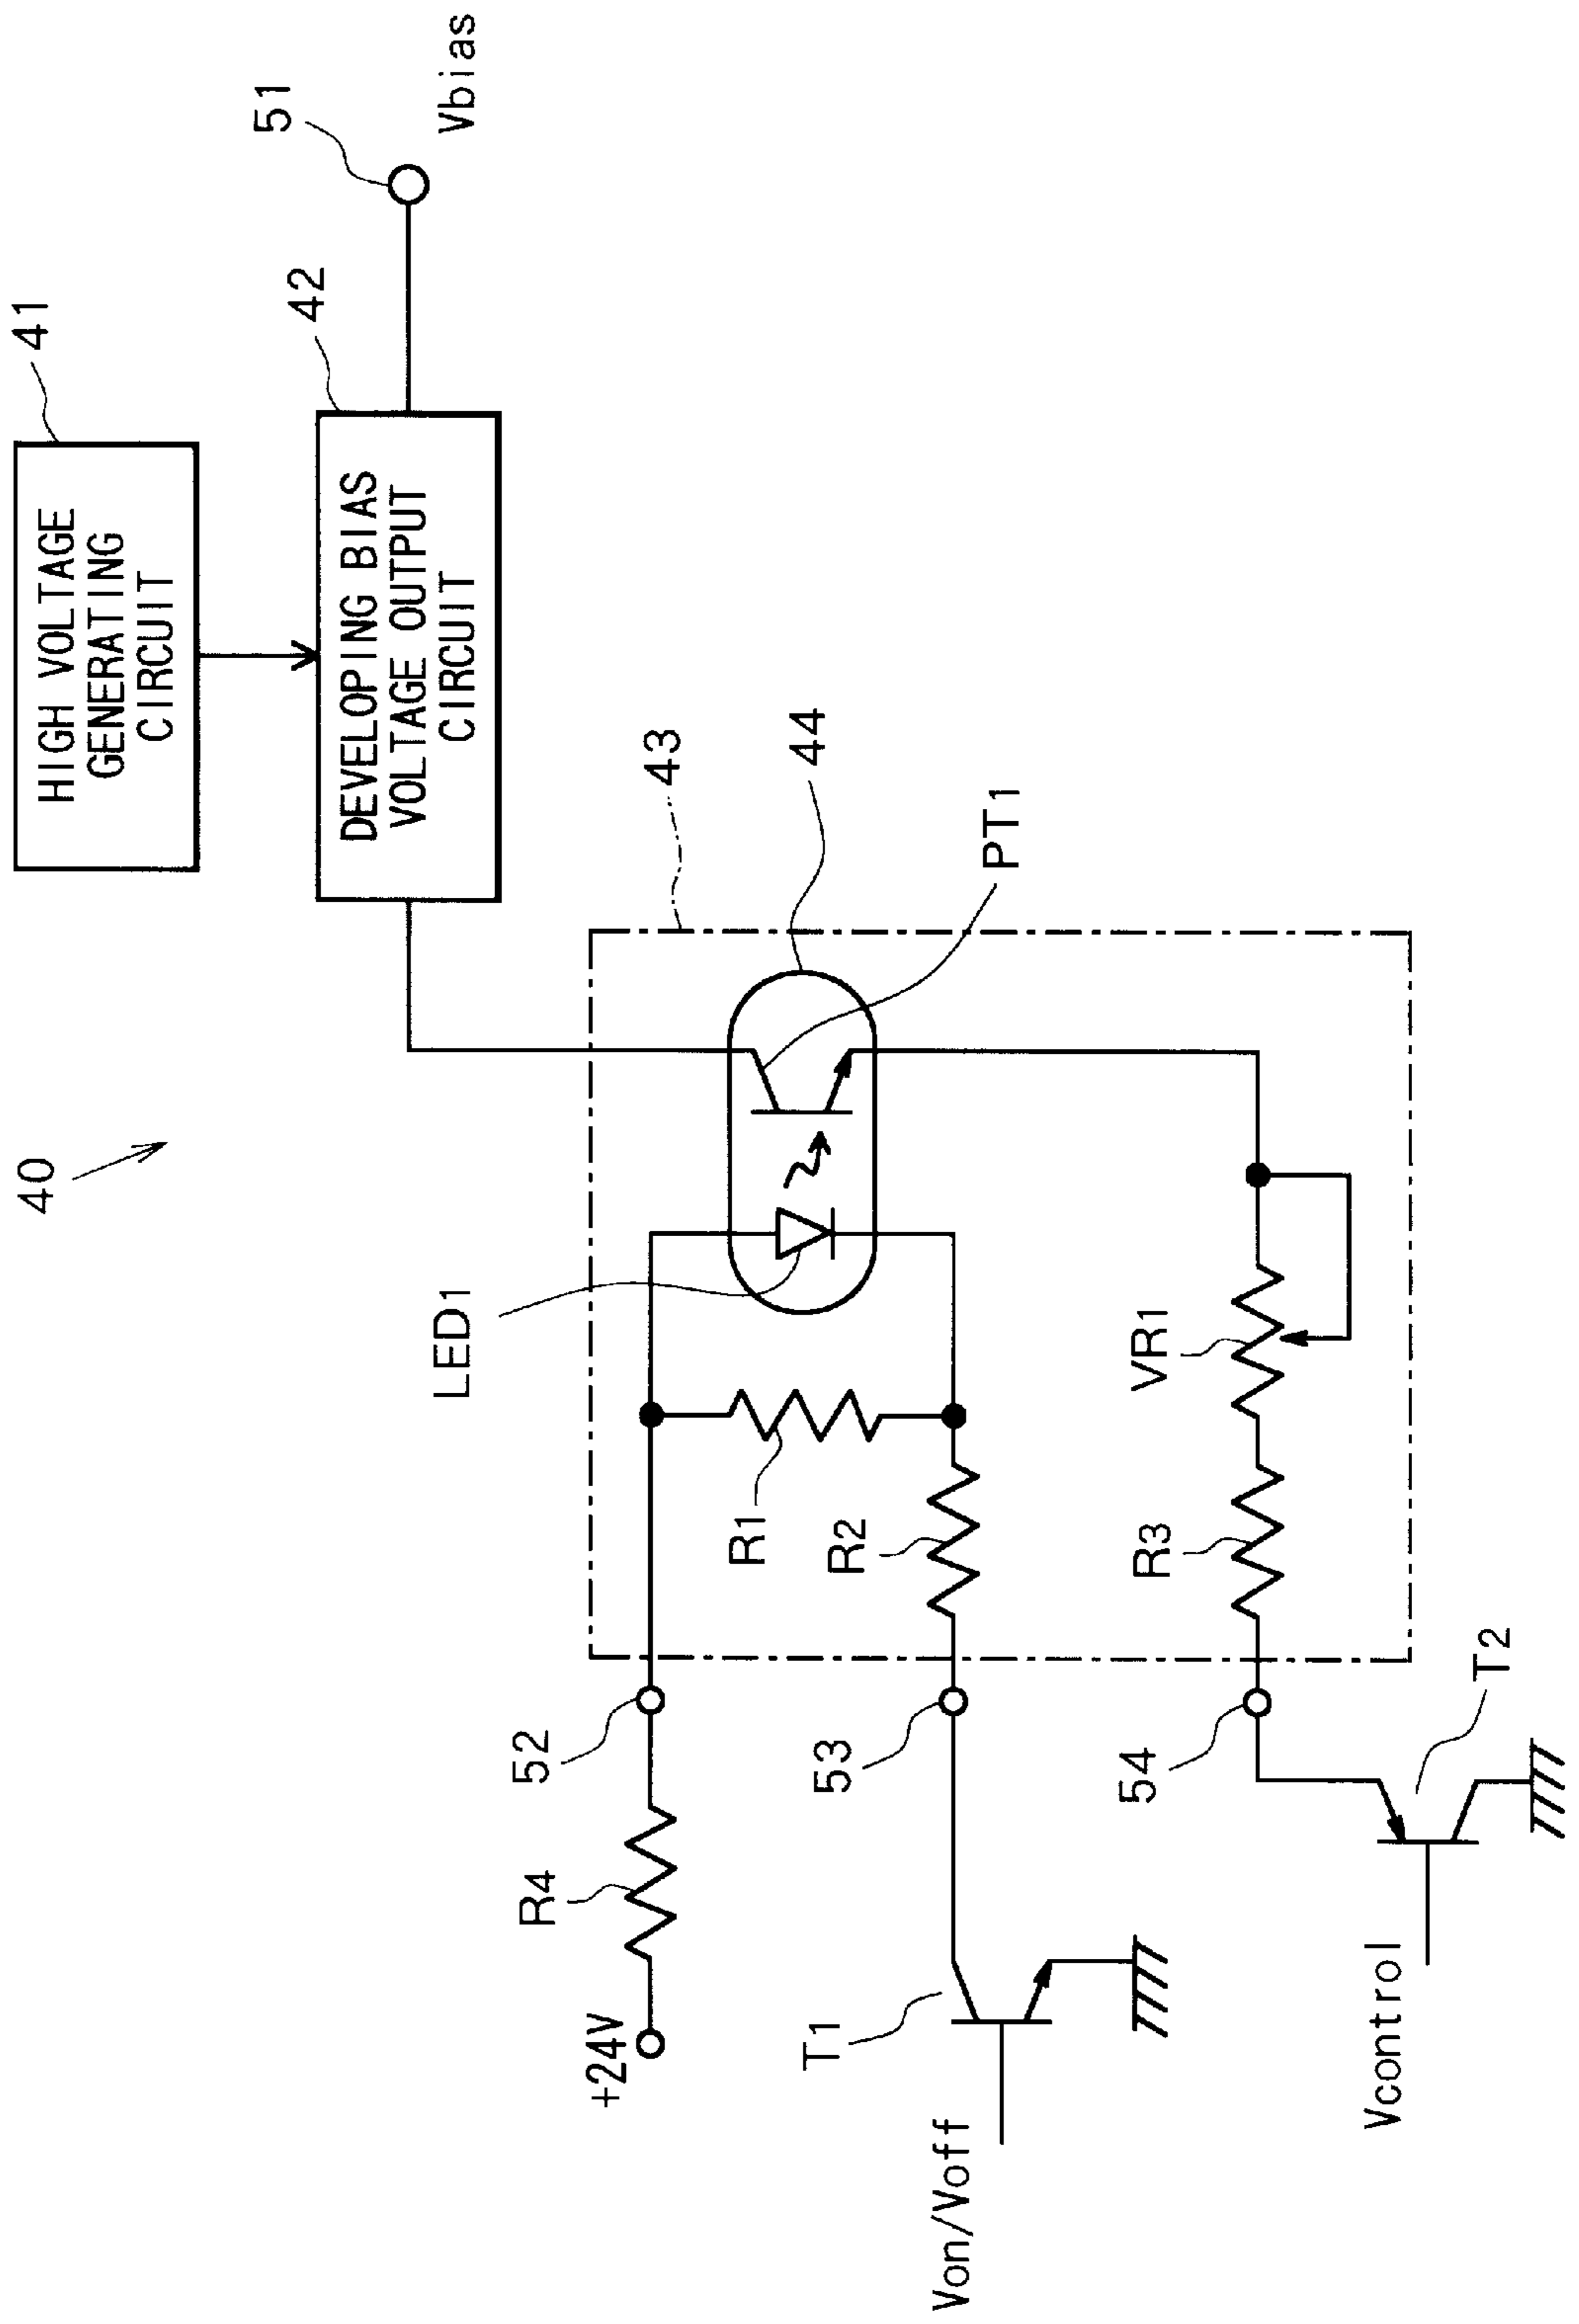 40
HIGH VOLTAGE
GENERATING
CIRCUIT
41
DEVELOPING BIAS
VOLTAGE OUTPUT
CIRCUIT
42
51
Vbias
43
44
PT1
LED1
+24V
R4
52
R1
R2
53
T1
Von/Voff
VR1
R3
54
T2
Vcontrol